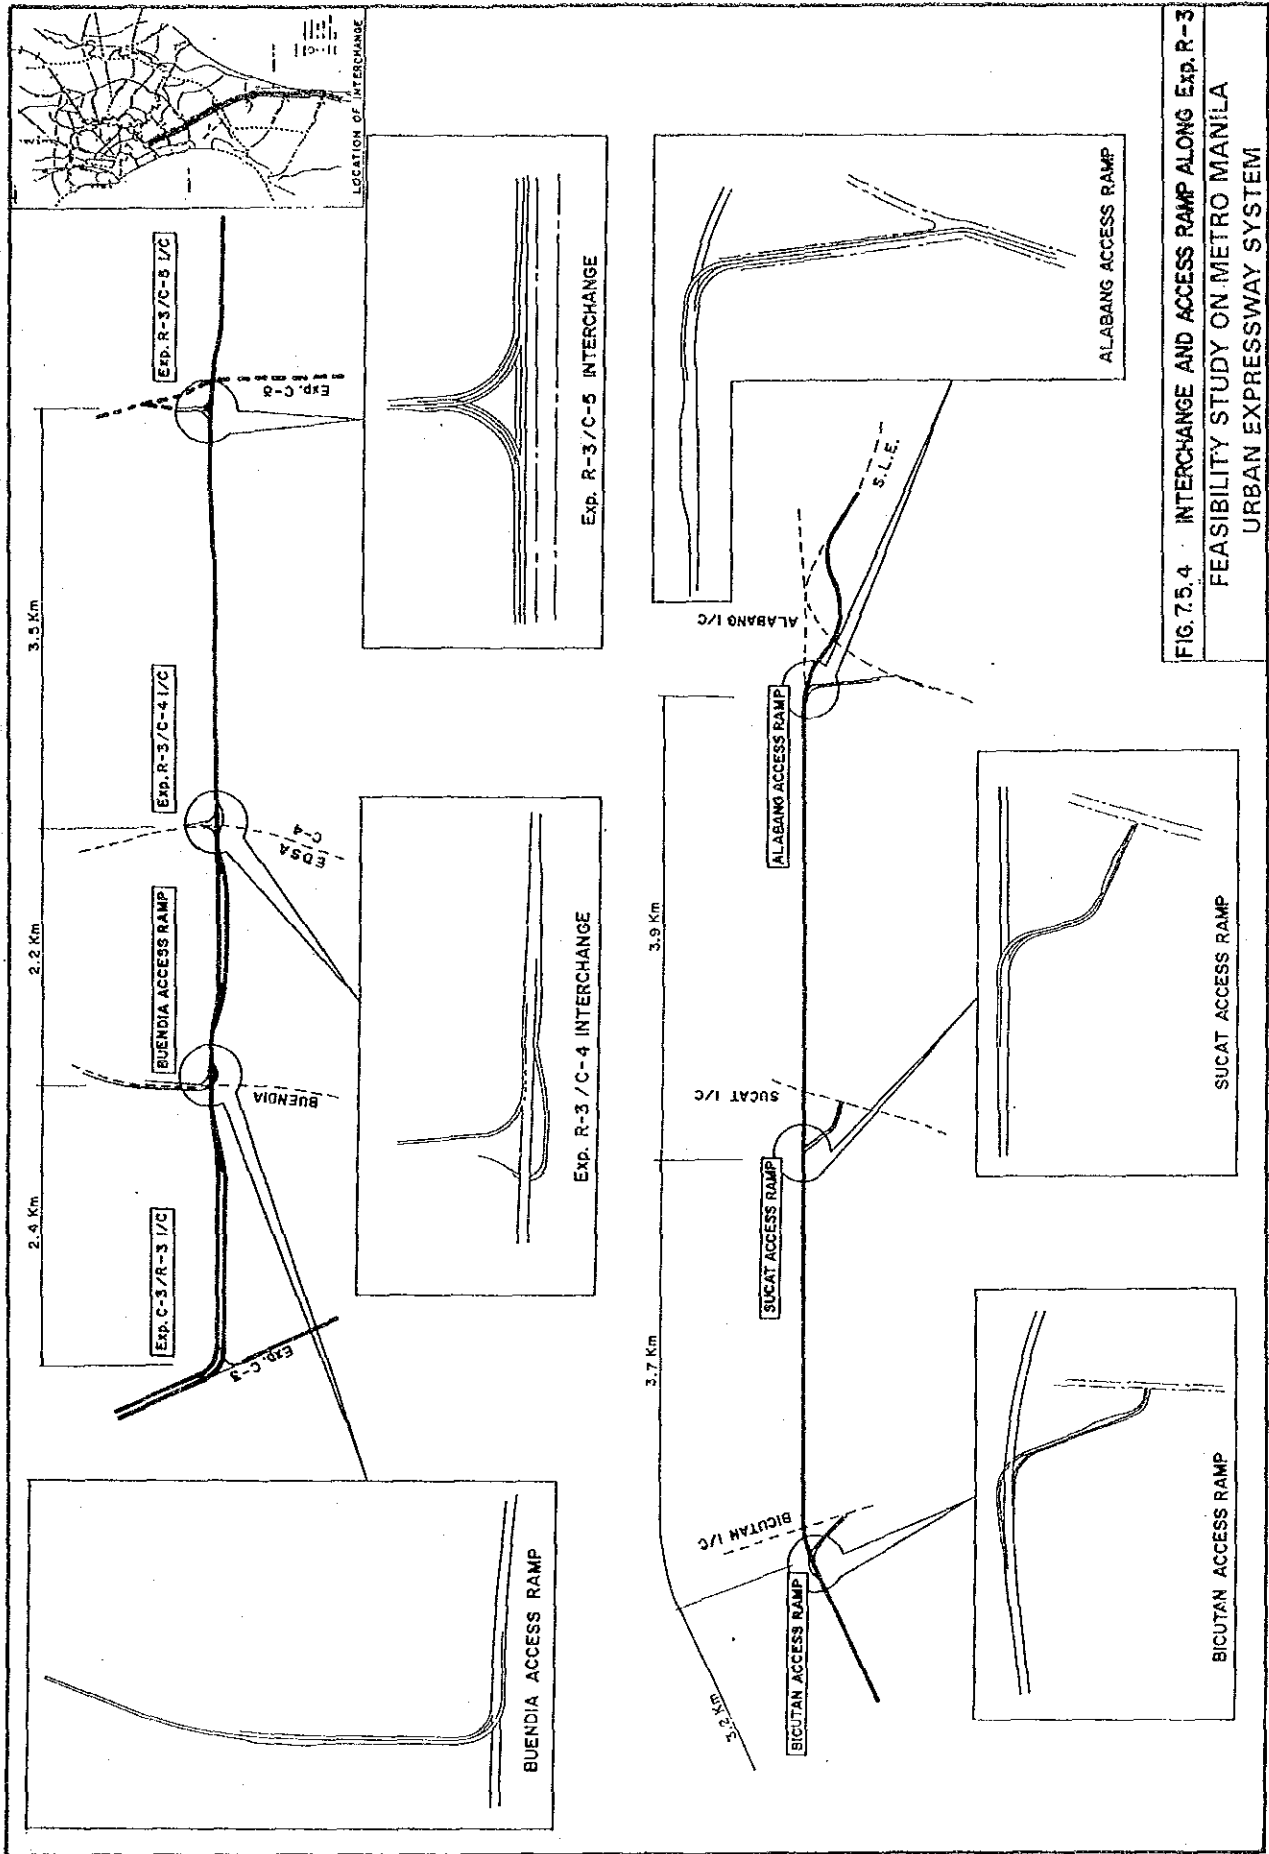 LOCATION OF INTERCHANGE
3.5 Km
2.2 Km
2.4 Km
Exp. R-3/C-5 I/C
Exp. R-3/C-4 I/C
BUENDIA ACCESS RAMP
Exp. C-3/R-3 I/C
Exp. C-5
EDSA
C-4
BUENDIA
Exp. C-3
Exp. R-3/C-5 INTERCHANGE
Exp. R-3/C-4 INTERCHANGE
BUENDIA ACCESS RAMP
3.9 Km
3.7 Km
3.2 Km
ALABANG ACCESS RAMP
SUCAT ACCESS RAMP
BICUTAN ACCESS RAMP
S.L.E.
ALABANG I/C
SUCAT I/C
BICUTAN I/C
ALABANG ACCESS RAMP
SUCAT ACCESS RAMP
BICUTAN ACCESS RAMP
FIG. 7.5.4 INTERCHANGE AND ACCESS RAMP ALONG Exp. R-3
FEASIBILITY STUDY ON METRO MANILA
URBAN EXPRESSWAY SYSTEM